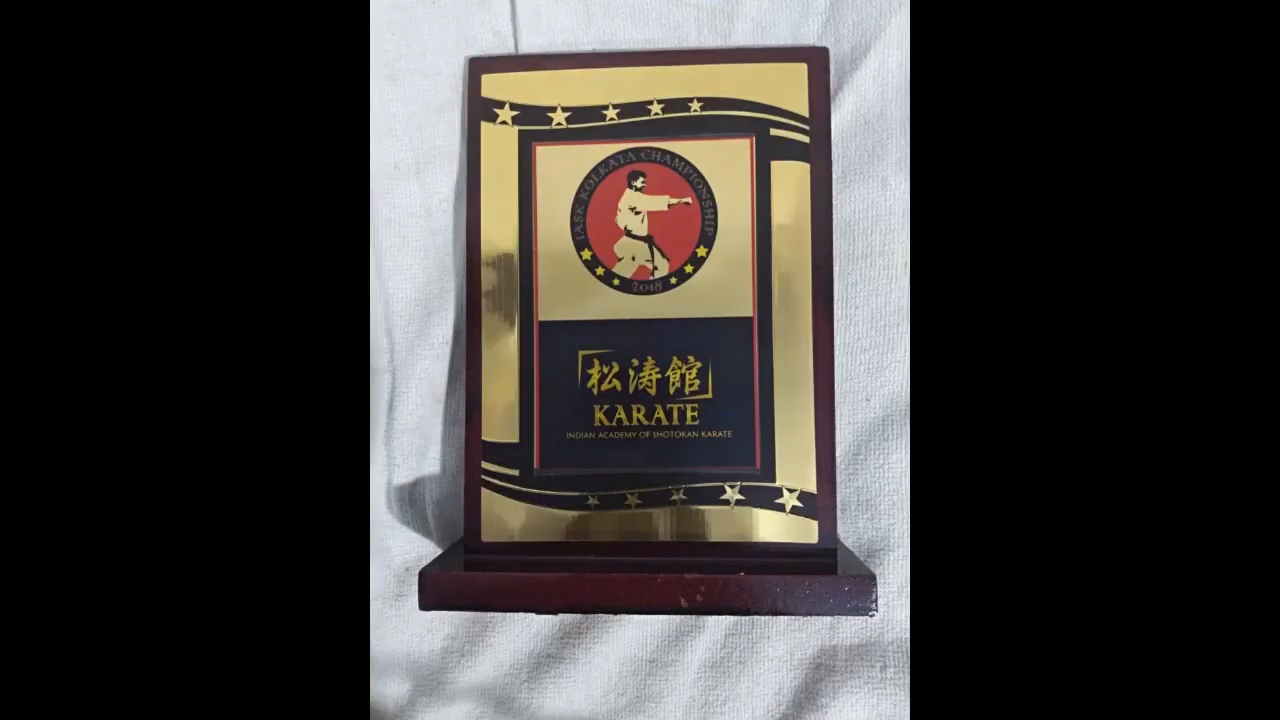 IASK KOLKATA CHAMPIONSHIP
2018
松涛館
KARATE
INDIAN ACADEMY OF SHOTOKAN KARATE